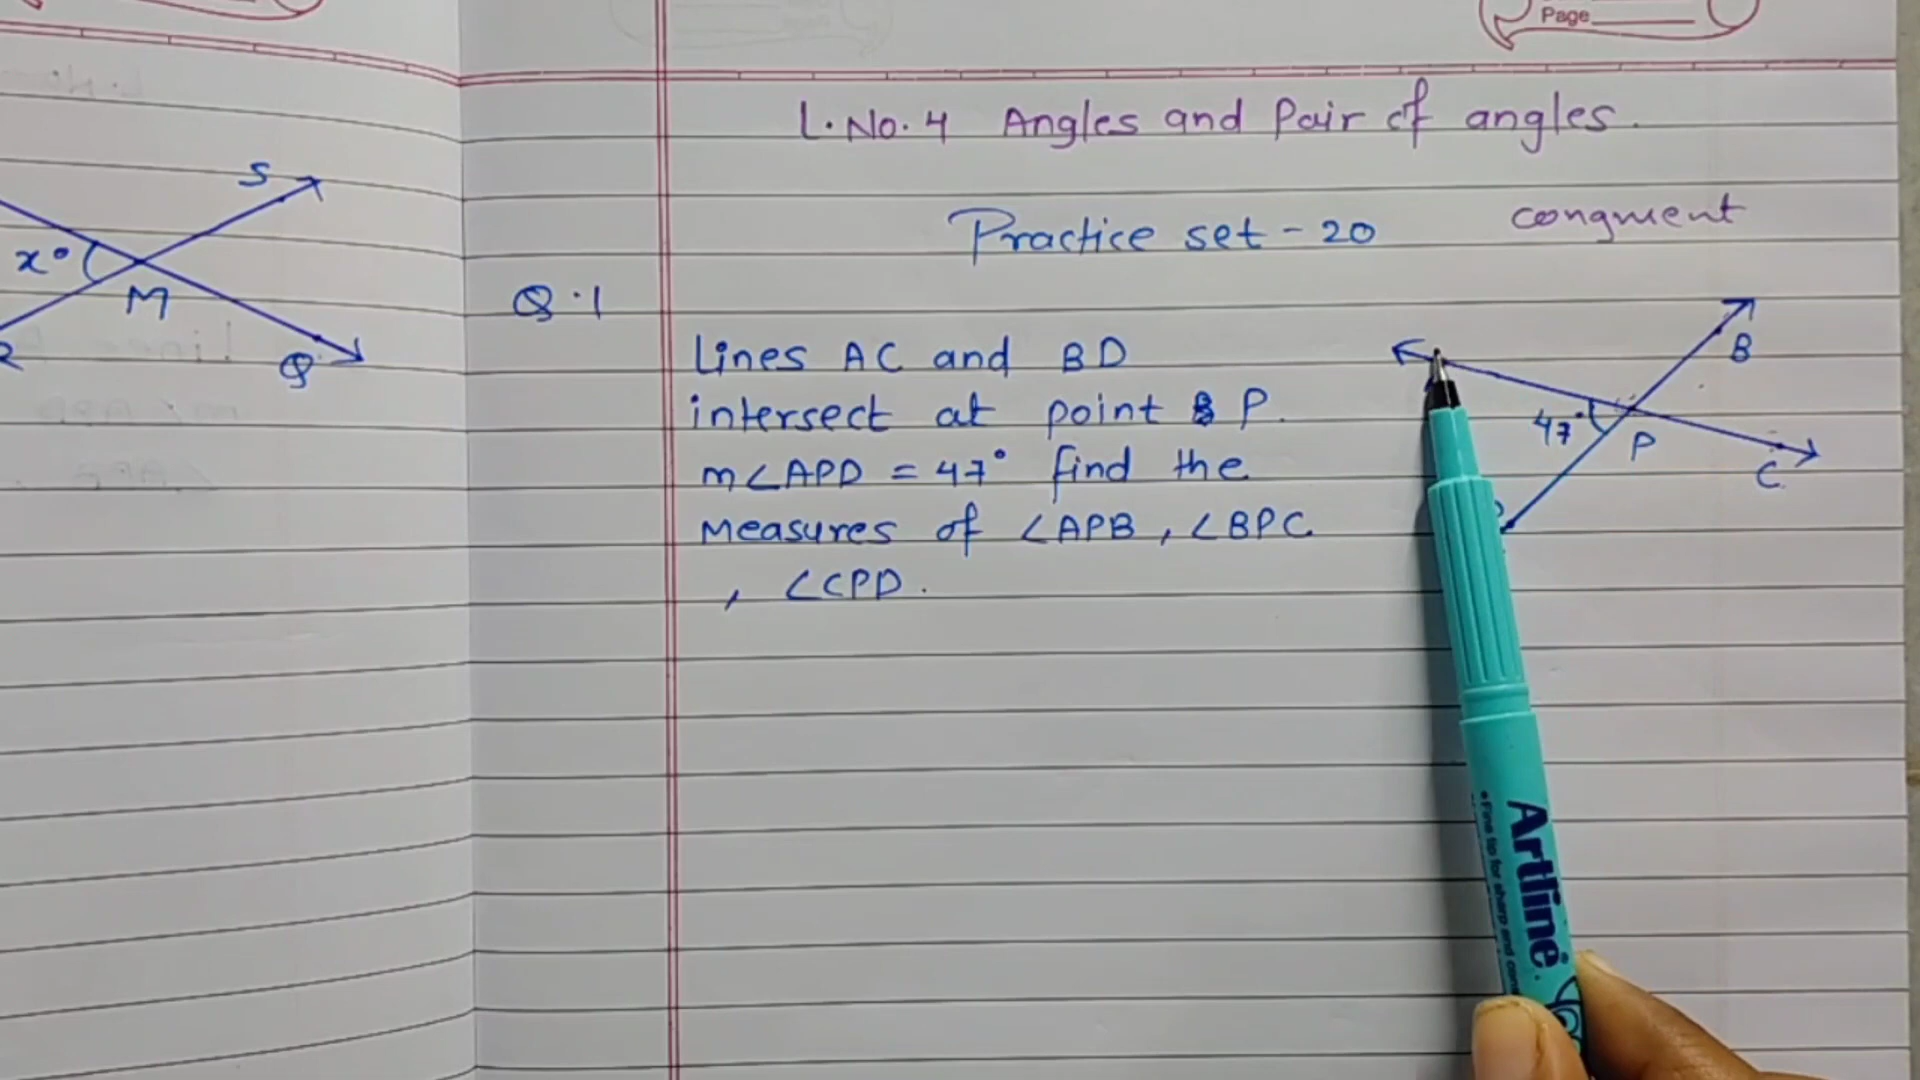 Page
L.No.4 Angles and Pair of angles.
Practice set - 20
congruent
S
x°
M
Q
Q.1
Lines AC and BD
intersect at point P.
m∠APD = 47° find the
measures of ∠APB, ∠BPC
, ∠CPD.
B
47°
P
C
Artline